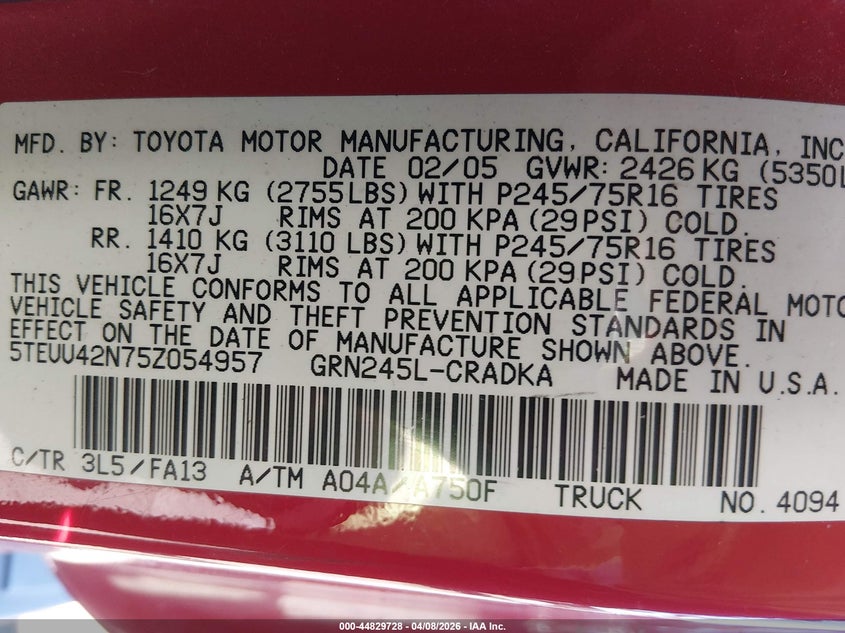 MFD. BY: TOYOTA MOTOR MANUFACTURING, CALIFORNIA, INC
DATE 02/05 GVWR: 2426 KG (5350L
GAWR: FR. 1249 KG (2755LBS) WITH P245/75R16 TIRES
16X7J RIMS AT 200 KPA (29PSI) COLD.
RR. 1410 KG (3110 LBS) WITH P245/75R16 TIRES
16X7J RIMS AT 200 KPA (29PSI) COLD.
THIS VEHICLE CONFORMS TO ALL APPLICABLE FEDERAL MOTO
VEHICLE SAFETY AND THEFT PREVENTION STANDARDS IN
EFFECT ON THE DATE OF MANUFACTURE SHOWN ABOVE.
5TEUU42N75Z054957 GRN245L-CRADKA MADE IN U.S.A.
C/TR 3L5/FA13 A/TM A04A/A750F TRUCK NO. 4094
000-44829728 - 04/08/2026 - IAA Inc.